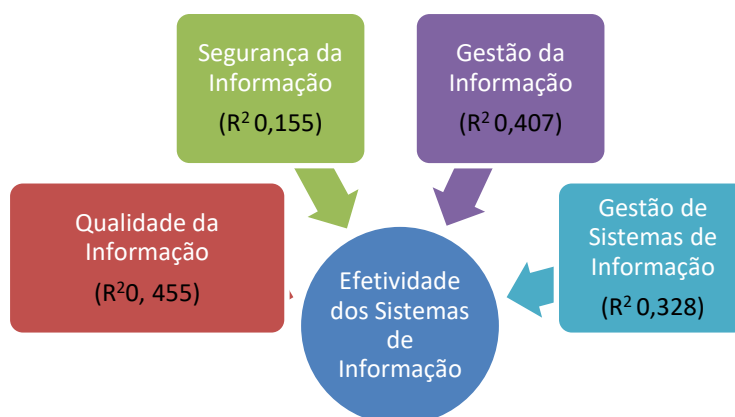 Segurança da
Informação
(R² 0,155)
Gestão da
Informação
(R² 0,407)
Qualidade da
Informação
(R²0, 455)
Gestão de
Sistemas de
Informação
(R² 0,328)
Efetividade
dos Sistemas
de
Informação